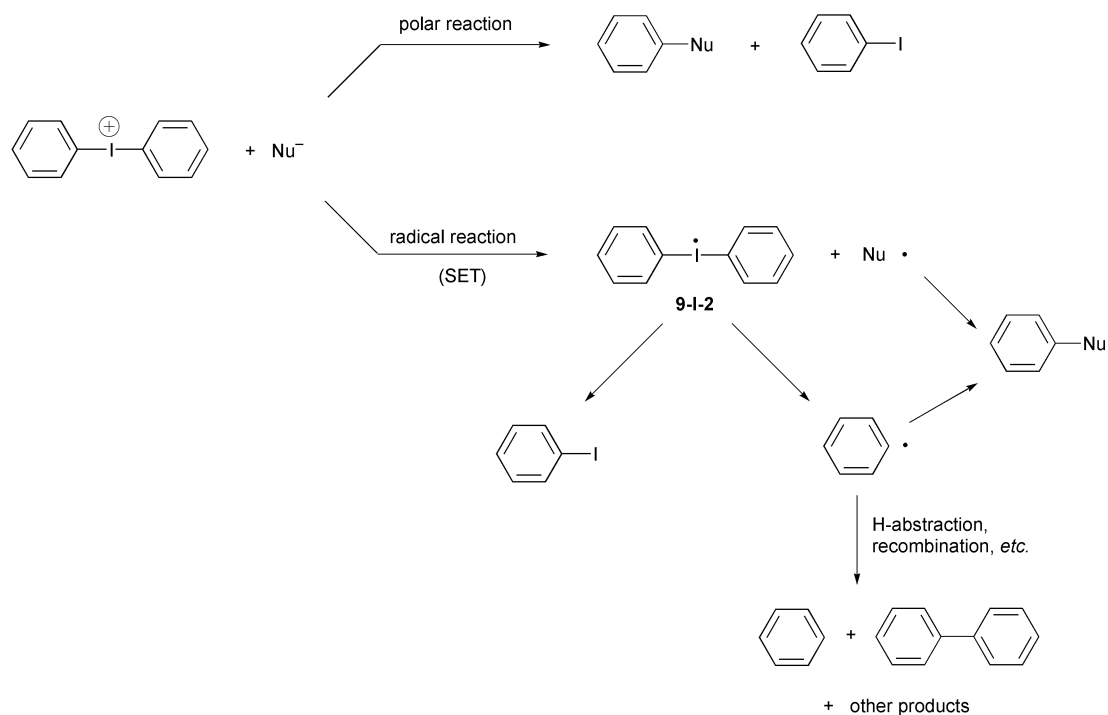 polar reaction
Nu
+
I
⊕
I
+ Nu⁻
radical reaction
(SET)
•
I
+ Nu •
9-I-2
Nu
I
•
H-abstraction,
recombination, etc.
+
+ other products